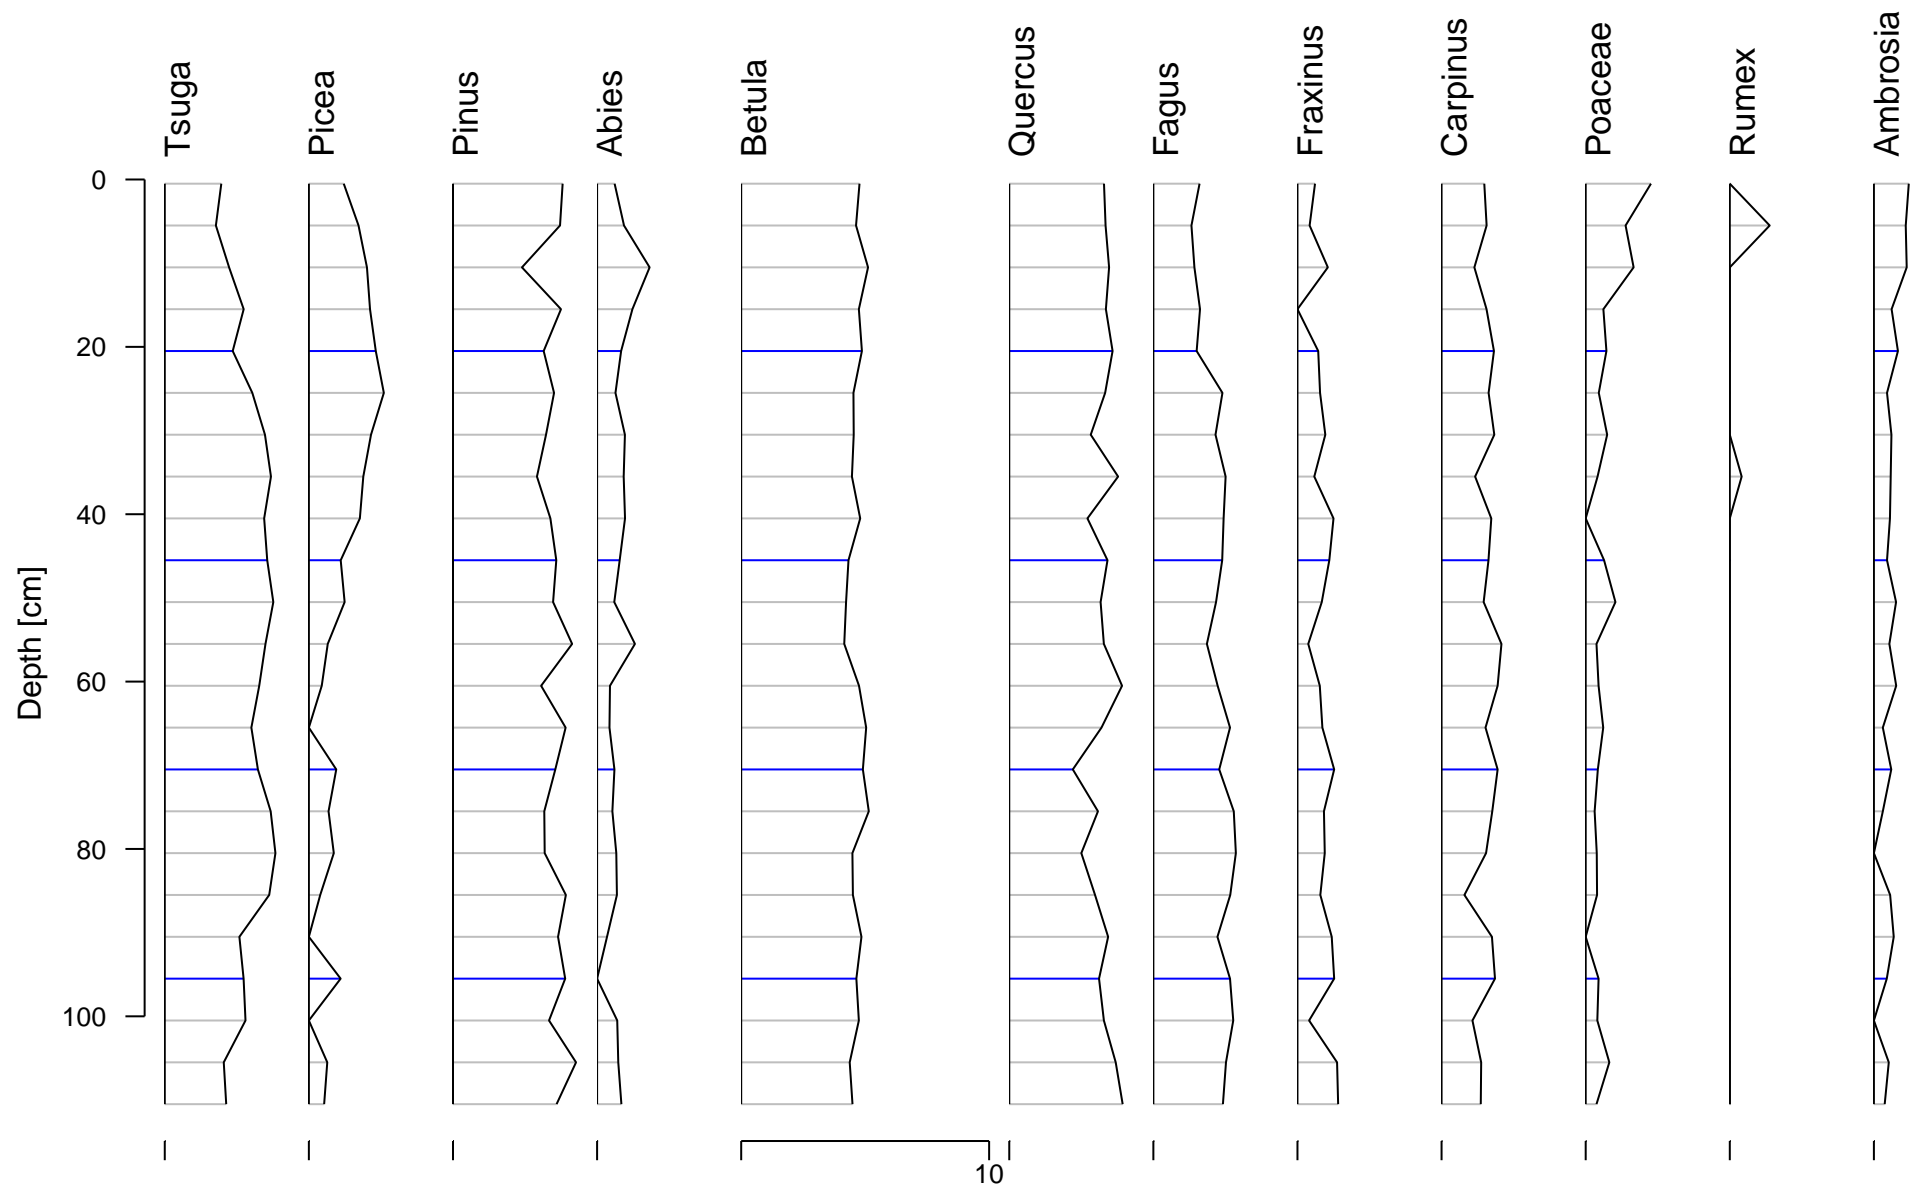 Tsuga
Picea
Pinus
Abies
Betula
Quercus
Fagus
Fraxinus
Carpinus
Poaceae
Rumex
Ambrosia
Depth [cm]
0
20
40
60
80
100
10